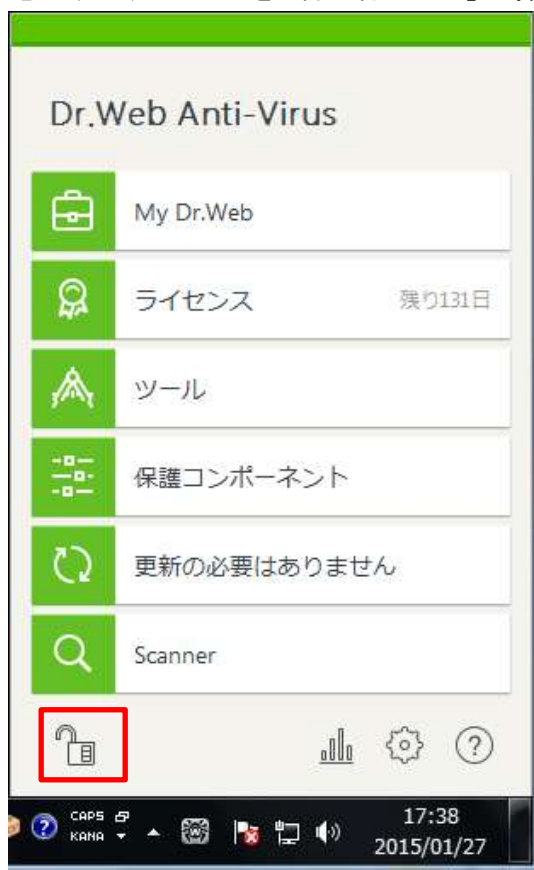 Dr.Web Anti-Virus
My Dr.Web
ライセンス 残り131日
ツール
保護コンポーネント
更新の必要はありません
Scanner
CAPS
KANA
17:38
2015/01/27